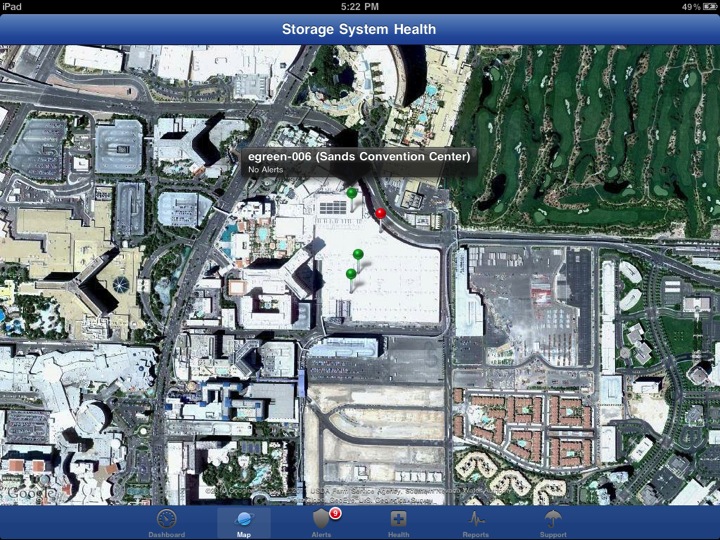 iPad 5:22 PM 49%
Storage System Health
egreen-006 (Sands Convention Center)
No Alerts
Google
Dashboard Map Alerts 9 Health Reports Support